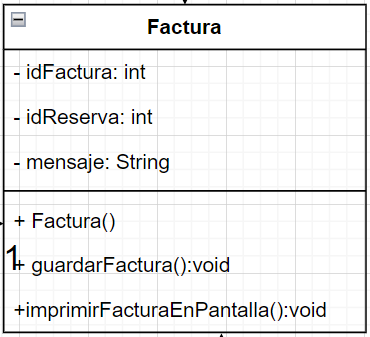 Factura
- idFactura: int
- idReserva: int
- mensaje: String
+ Factura()
1
+ guardarFactura():void
+imprimirFacturaEnPantalla():void